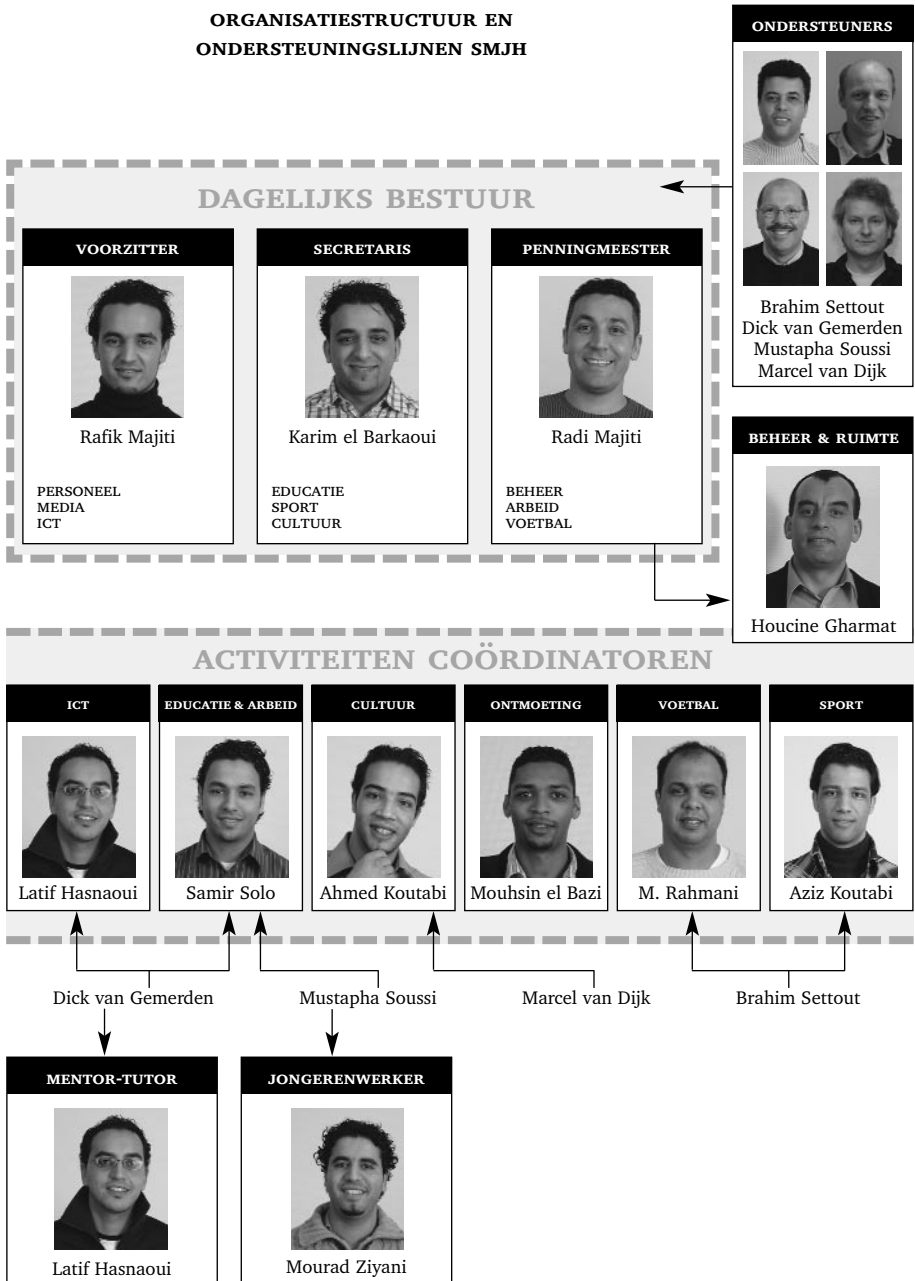 ORGANISATIESTRUCTUUR EN
ONDERSTEUNINGSLIJNEN SMJH
ONDERSTEUNERS
Brahim Settout
Dick van Gemerden
Mustapha Soussi
Marcel van Dijk
DAGELIJKS BESTUUR
VOORZITTER
Rafik Majiti
PERSONEEL
MEDIA
ICT
SECRETARIS
Karim el Barkaoui
EDUCATIE
SPORT
CULTUUR
PENNINGMEESTER
Radi Majiti
BEHEER
ARBEID
VOETBAL
BEHEER & RUIMTE
Houcine Gharmat
ACTIVITEITEN COÖRDINATOREN
ICT
Latif Hasnaoui
EDUCATIE & ARBEID
Samir Solo
CULTUUR
Ahmed Koutabi
ONTMOETING
Mouhsin el Bazi
VOETBAL
M. Rahmani
SPORT
Aziz Koutabi
Dick van Gemerden
Mustapha Soussi
Marcel van Dijk
Brahim Settout
MENTOR-TUTOR
Latif Hasnaoui
JONGERENWERKER
Mourad Ziyani